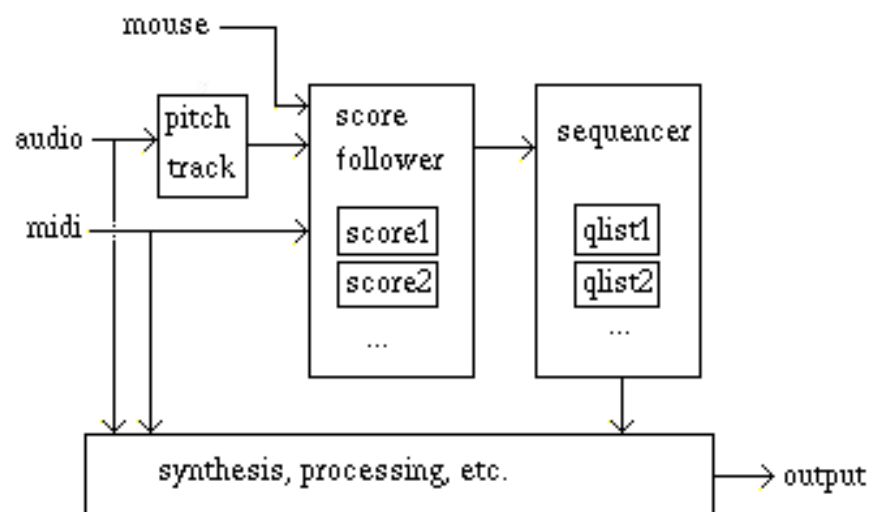 mouse
audio
pitch
track
score
follower
sequencer
midi
score1
score2
...
qlist1
qlist2
...
synthesis, processing, etc.
output